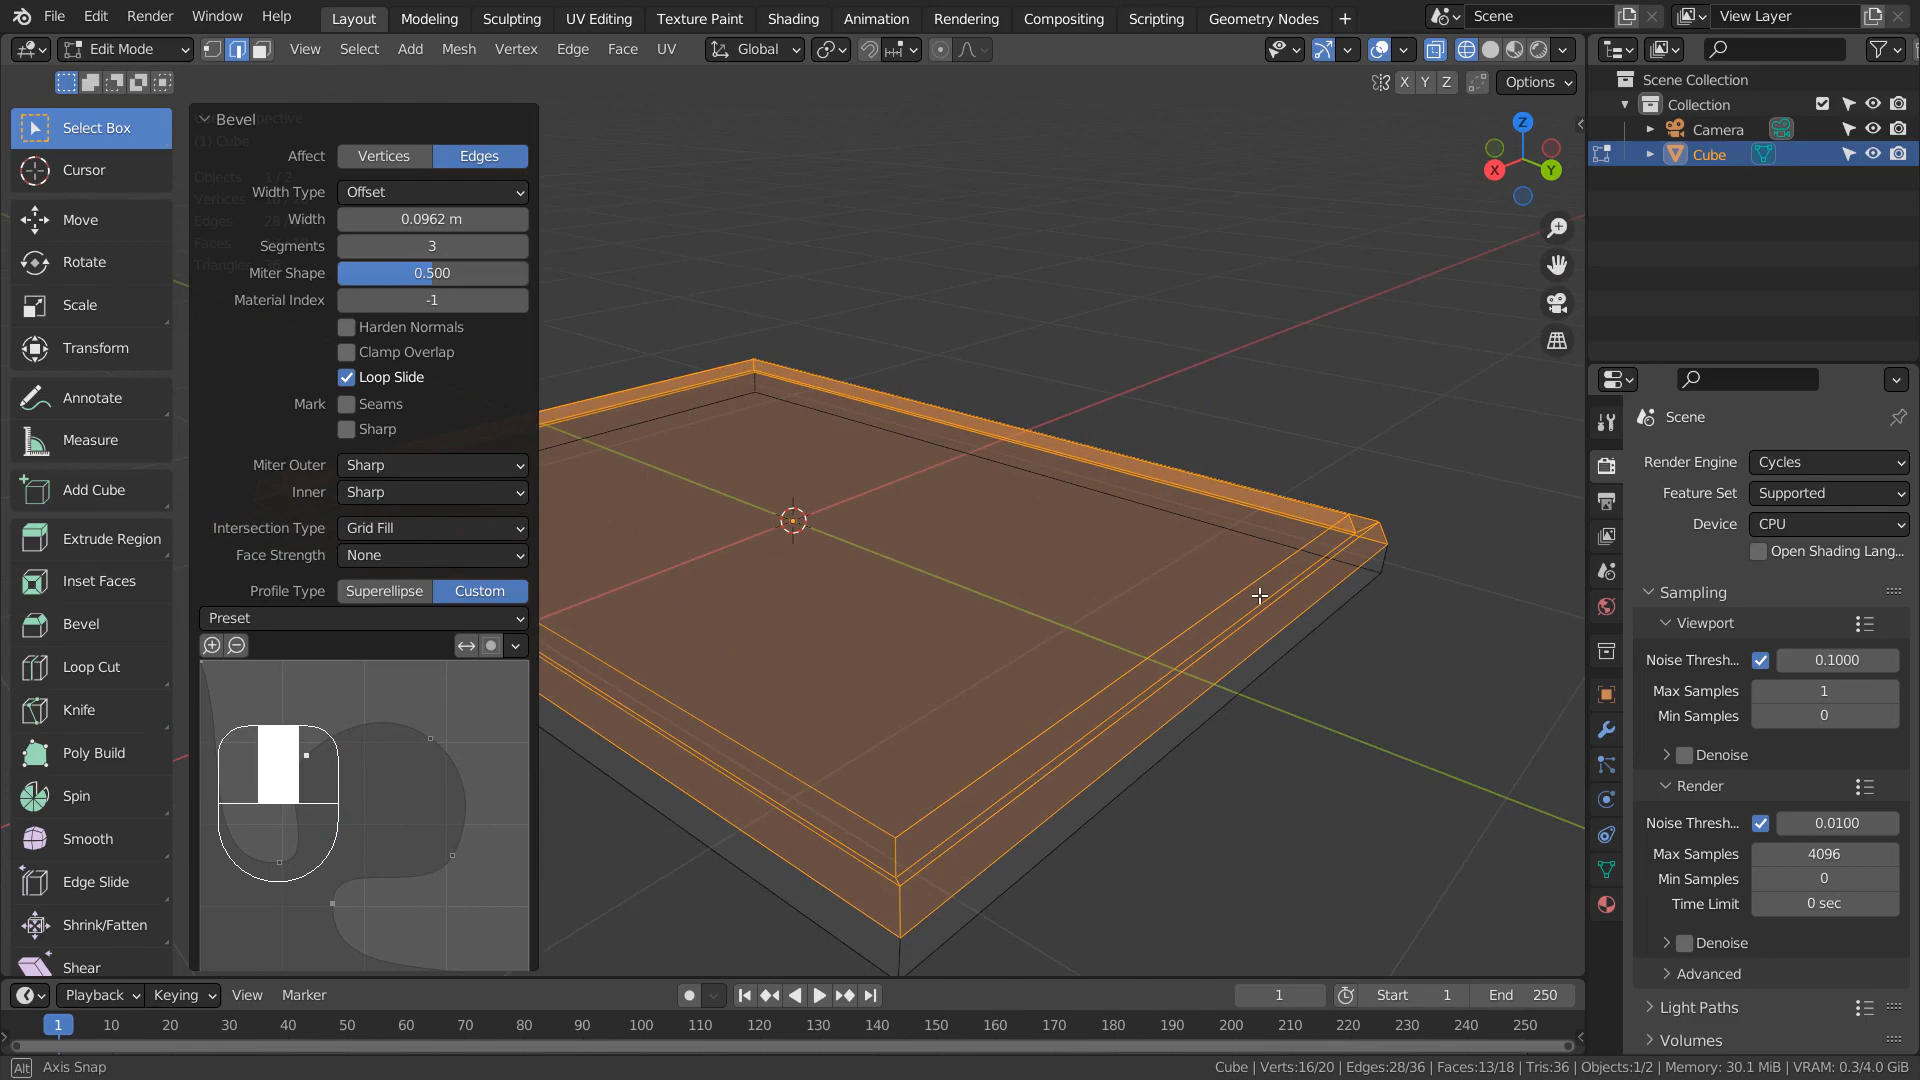 File Edit Render Window Help Layout Modeling Sculpting UV Editing Texture Paint Shading Animation Rendering Compositing Scripting Geometry Nodes + Scene View Layer
Edit Mode View Select Add Mesh Vertex Edge Face UV Global
X Y Z Options
Select Box
Cursor
Move
Rotate
Scale
Transform
Annotate
Measure
Add Cube
Extrude Region
Inset Faces
Bevel
Loop Cut
Knife
Poly Build
Spin
Smooth
Edge Slide
Shrink/Fatten
Shear
Bevel
Affect Vertices Edges
Width Type Offset
Width 0.0962 m
Segments 3
Miter Shape 0.500
Material Index -1
Harden Normals
Clamp Overlap
Loop Slide
Mark Seams
Sharp
Miter Outer Sharp
Inner Sharp
Intersection Type Grid Fill
Face Strength None
Profile Type Superellipse Custom
Preset
Z
X Y
Scene Collection
Collection
Camera
Cube
Scene
Render Engine Cycles
Feature Set Supported
Device CPU
Open Shading Lang...
Sampling
Viewport
Noise Thresh... 0.1000
Max Samples 1
Min Samples 0
Denoise
Render
Noise Thresh... 0.0100
Max Samples 4096
Min Samples 0
Time Limit 0 sec
Denoise
Advanced
Light Paths
Volumes
Playback Keying View Marker 1 Start 1 End 250
1 10 20 30 40 50 60 70 80 90 100 110 120 130 140 150 160 170 180 190 200 210 220 230 240 250
Alt Axis Snap
Cube | Verts:16/20 | Edges:28/36 | Faces:13/18 | Tris:36 | Objects:1/2 | Memory: 30.1 MiB | VRAM: 0.3/4.0 GiB